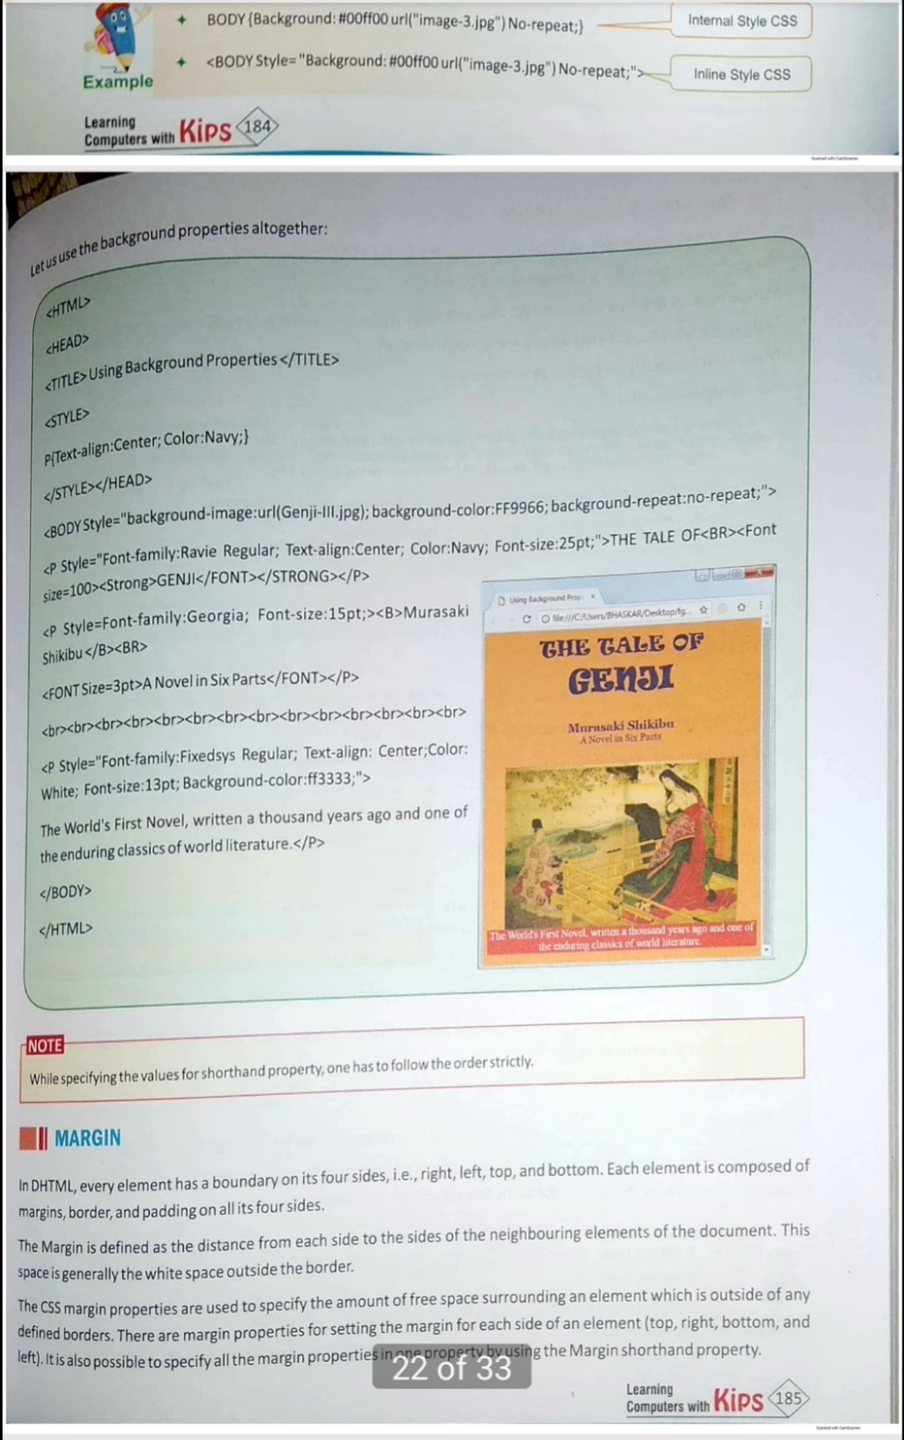 BODY {Background: #00ff00 url("image-3.jpg") No-repeat;}
Internal Style CSS
<BODY Style= "Background: #00ff00 url("image-3.jpg") No-repeat;">
Inline Style CSS
Example
Learning
Computers with Kips 184
Scanned with CamScanner
Let us use the background properties altogether:
<HTML>
<HEAD>
<TITLE> Using Background Properties </TITLE>
<STYLE>
P{Text-align:Center; Color:Navy;}
</STYLE></HEAD>
<BODY Style="background-image:url(Genji-III.jpg); background-color:FF9966; background-repeat:no-repeat;">
<P Style="Font-family:Ravie Regular; Text-align:Center; Color:Navy; Font-size:25pt;">THE TALE OF<BR><Font
size=100><Strong>GENJI</FONT></STRONG></P>
<P Style=Font-family:Georgia; Font-size:15pt;><B>Murasaki
Shikibu</B><BR>
<FONT Size=3pt>A Novel in Six Parts</FONT></P>
<br><br><br><br><br><br><br><br><br><br><br><br><br><br><br>
<P Style="Font-family:Fixedsys Regular; Text-align: Center;Color:
White; Font-size:13pt; Background-color:ff3333;">
The World's First Novel, written a thousand years ago and one of
the enduring classics of world literature.</P>
</BODY>
</HTML>
Using Background Prop
file:///C:/Users/BHASKAR/Desktop/fg...
THE TALE OF
GENJI
Murasaki Shikibu
A Novel in Six Parts
The World's First Novel, written a thousand years ago and one of
the enduring classics of world literature.
NOTE
While specifying the values for shorthand property, one has to follow the order strictly.
MARGIN
In DHTML, every element has a boundary on its four sides, i.e., right, left, top, and bottom. Each element is composed of
margins, border, and padding on all its four sides.
The Margin is defined as the distance from each side to the sides of the neighbouring elements of the document. This
space is generally the white space outside the border.
The CSS margin properties are used to specify the amount of free space surrounding an element which is outside of any
defined borders. There are margin properties for setting the margin for each side of an element (top, right, bottom, and
left). It is also possible to specify all the margin properties in one property by using the Margin shorthand property.
22 of 33
Learning
Computers with Kips 185
Scanned with CamScanner